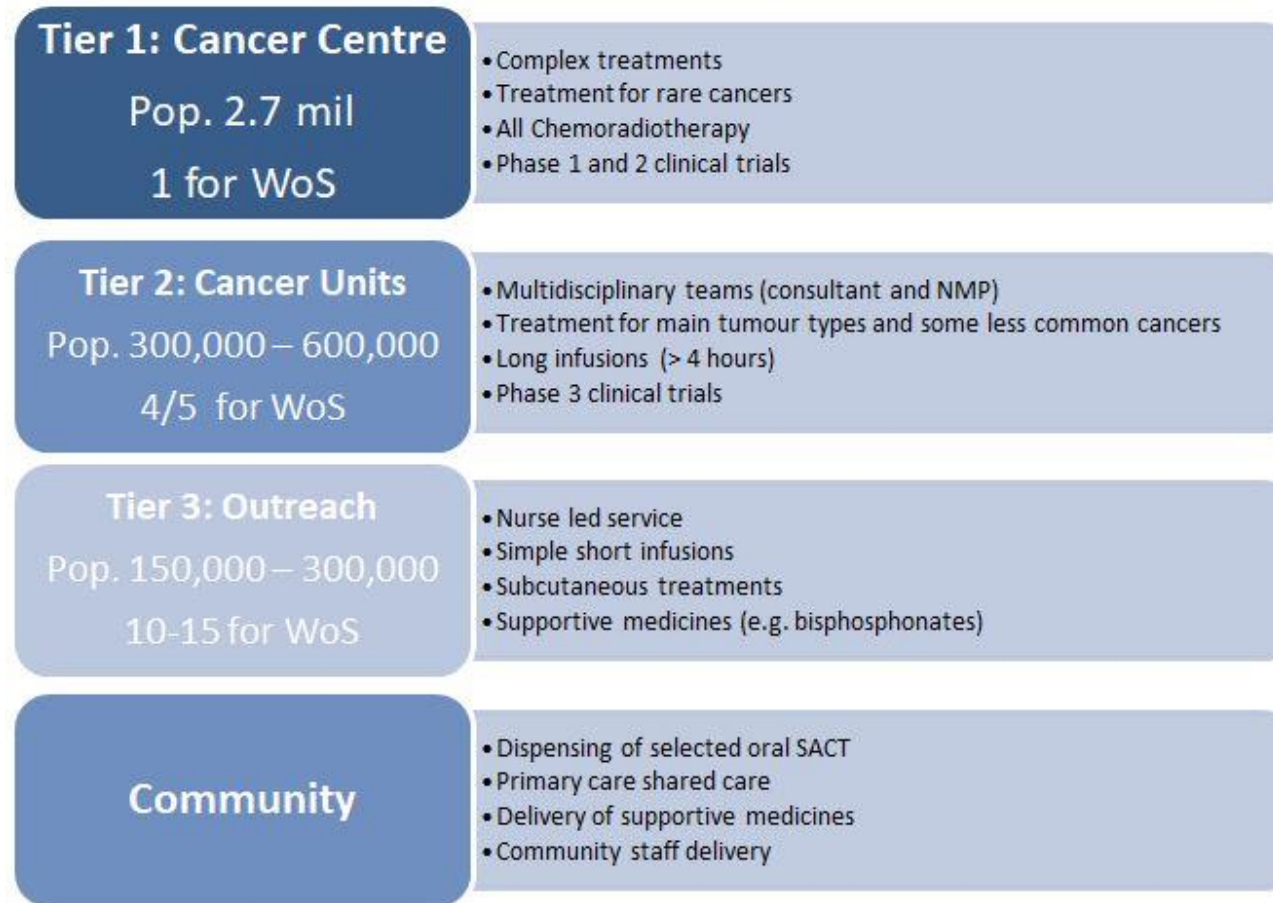 Tier 1: Cancer Centre
Pop. 2.7 mil
1 for WoS
• Complex treatments
• Treatment for rare cancers
• All Chemoradiotherapy
• Phase 1 and 2 clinical trials
Tier 2: Cancer Units
Pop. 300,000 – 600,000
4/5 for WoS
• Multidisciplinary teams (consultant and NMP)
• Treatment for main tumour types and some less common cancers
• Long infusions (> 4 hours)
• Phase 3 clinical trials
Tier 3: Outreach
Pop. 150,000 – 300,000
10-15 for WoS
• Nurse led service
• Simple short infusions
• Subcutaneous treatments
• Supportive medicines (e.g. bisphosphonates)
Community
• Dispensing of selected oral SACT
• Primary care shared care
• Delivery of supportive medicines
• Community staff delivery